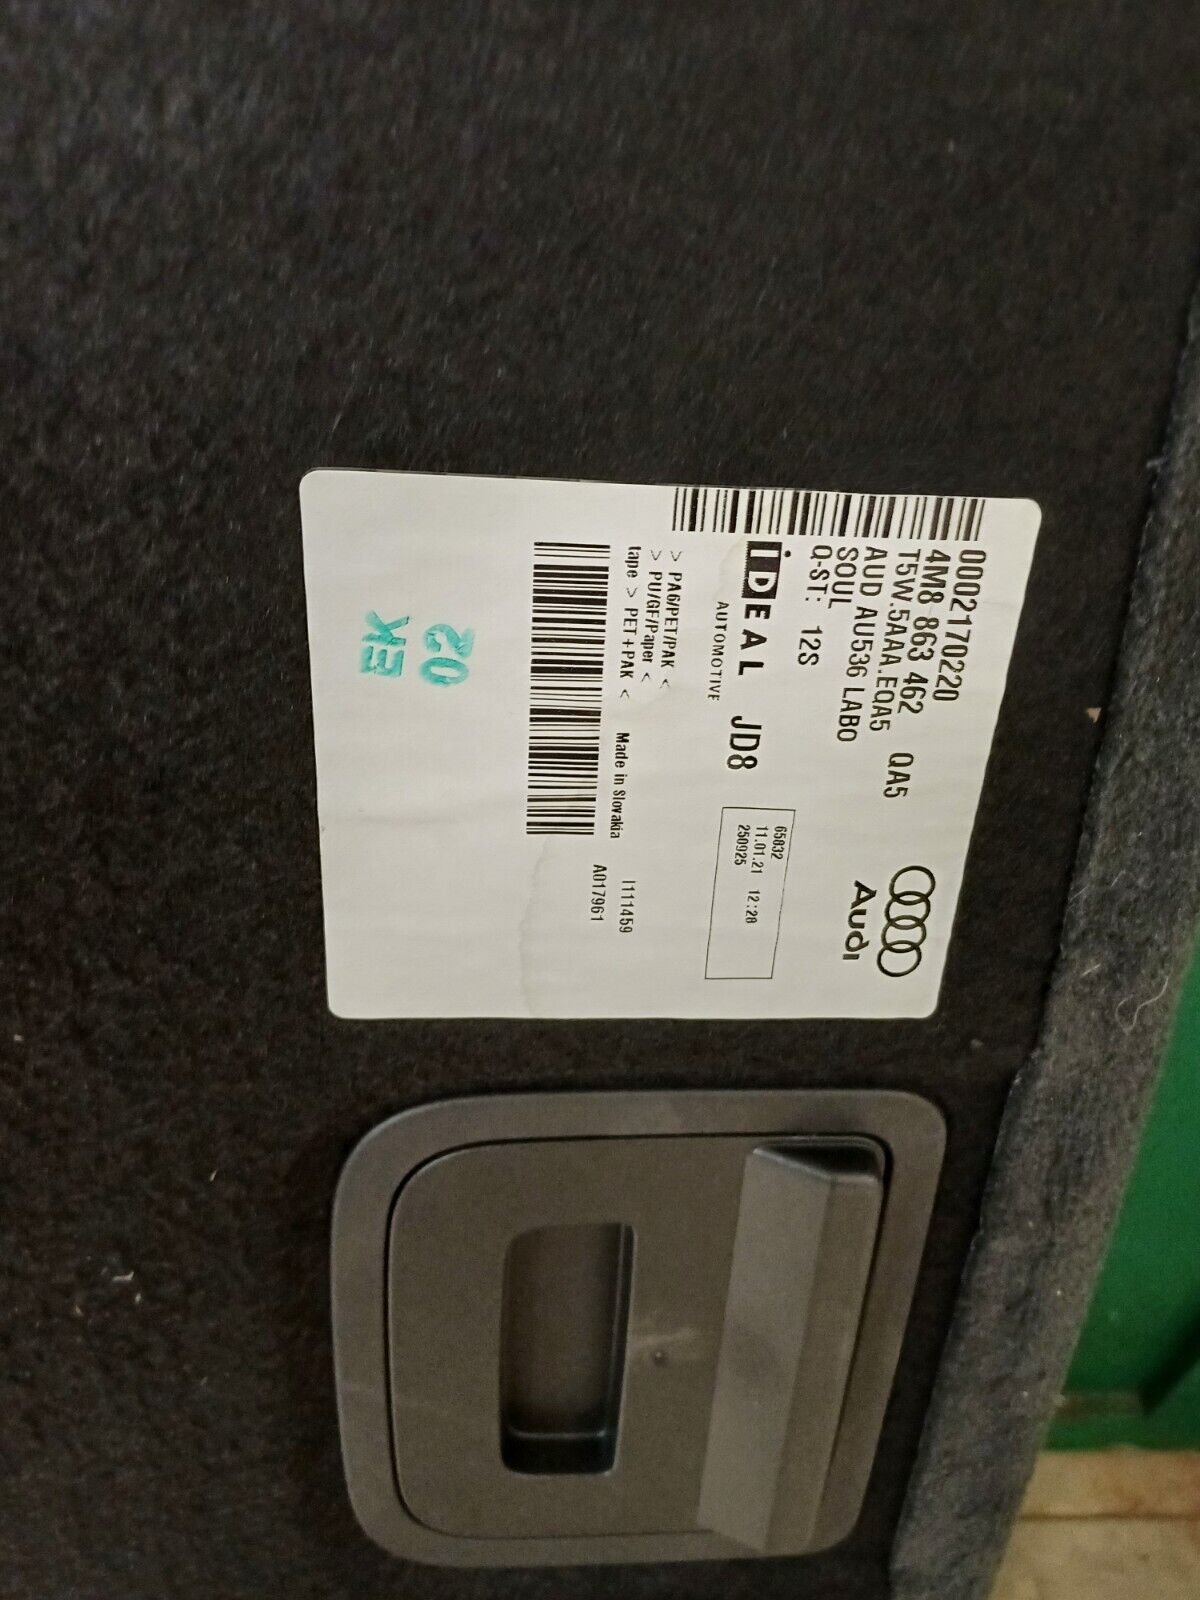 0002170220
4M8 863 462 QA5
T5W.5AAA.EQA5
AUD AU536 LABO
SOUL
Q-ST: 12S
Audi
iDEAL JD8
AUTOMOTIVE
65832
11.01.21 12:28
250925
> PA6/PET/PAK <
> PU/GF/Paper <
tape > PET+PAK <
Made in Slovakia
I111459
A017961
20
EK